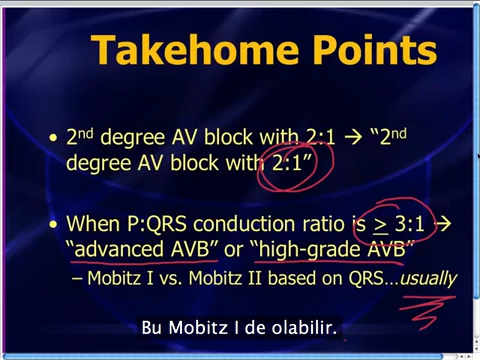 Takehome Points
• 2nd degree AV block with 2:1 → “2nd
degree AV block with 2:1”
• When P:QRS conduction ratio is ≥ 3:1 →
“advanced AVB” or “high-grade AVB”
– Mobitz I vs. Mobitz II based on QRS…usually
Bu Mobitz I de olabilir.